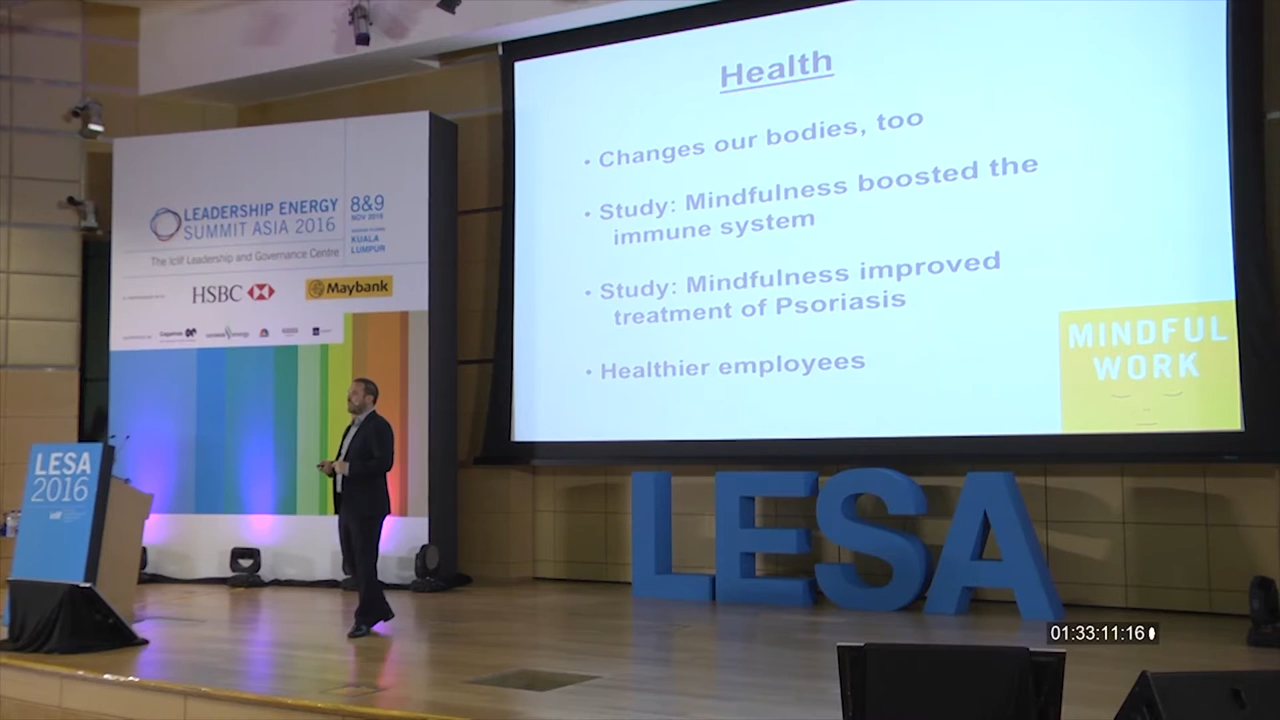 Health
• Changes our bodies, too
• Study: Mindfulness boosted the
immune system
• Study: Mindfulness improved
treatment of Psoriasis
• Healthier employees
MINDFUL
WORK
LEADERSHIP ENERGY
SUMMIT ASIA 2016
8&9
NOV 2016
KUALA
LUMPUR
The Iclif Leadership and Governance Centre
HSBC
Maybank
LESA
2016
LESA
01:33:11:16